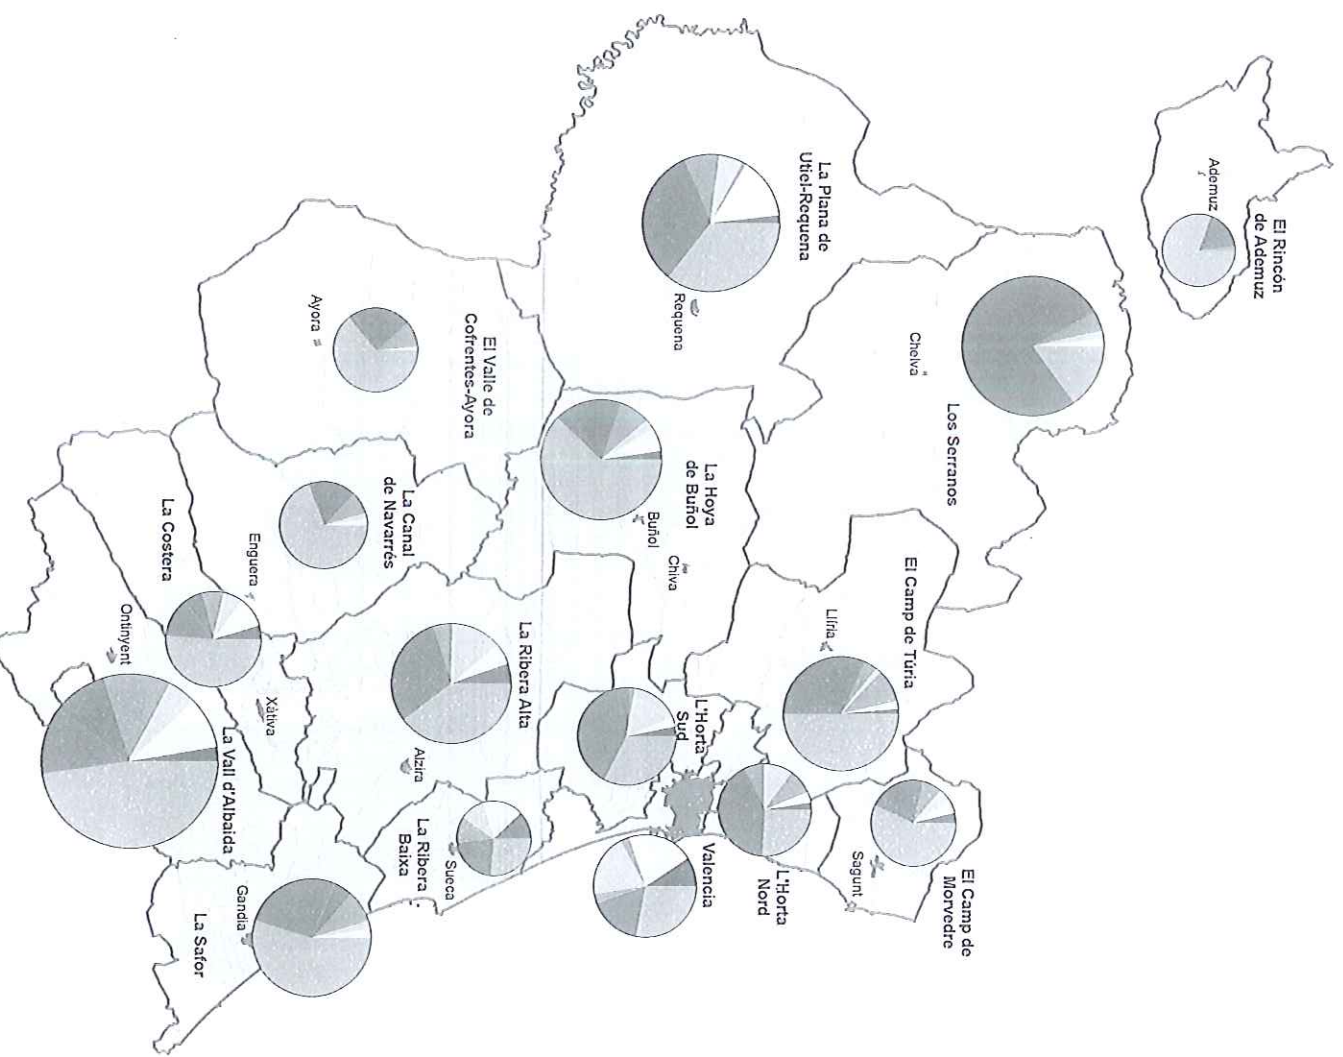 El Rincón
de Ademuz
Ademuz
Los Serranos
Chelva
La Plana de
Utiel-Requena
Requena
El Camp de
Morvedre
Sagunt
El Camp de Túria
Llíria
L'Horta
Nord
Valencia
L'Horta
Sud
La Hoya
de Buñol
Buñol
Chiva
El Valle de
Cofrentes-Ayora
Ayora
La Ribera Alta
Alzira
La Ribera
Baixa
Sueca
La Canal
de Navarrés
Enguera
La Costera
Xàtiva
Ontinyent
La Vall d'Albaida
La Safor
Gandia